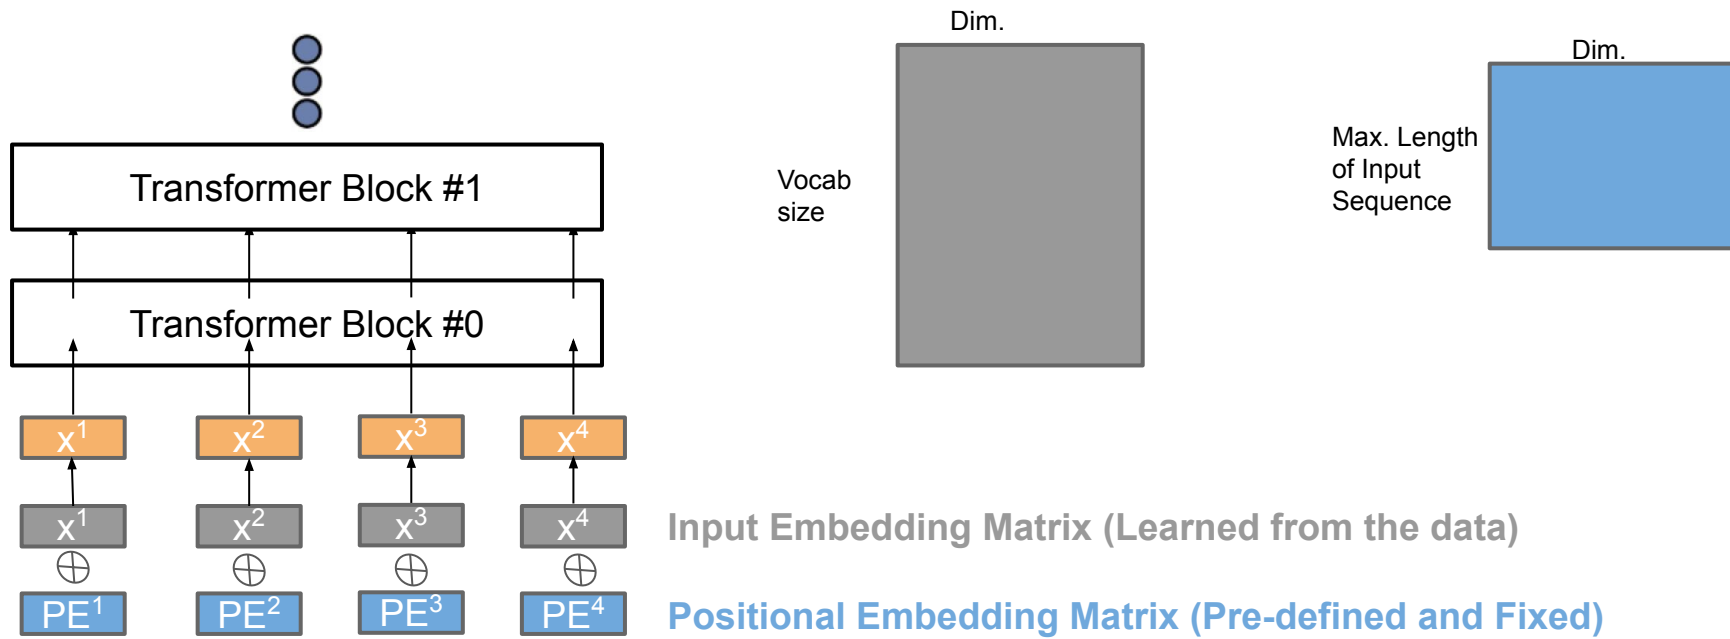 Dim.
Dim.
Transformer Block #1
Vocab
size
Max. Length
of Input
Sequence
Transformer Block #0
x¹ x² x³ x⁴
x¹ x² x³ x⁴
Input Embedding Matrix (Learned from the data)
PE¹ PE² PE³ PE⁴
Positional Embedding Matrix (Pre-defined and Fixed)